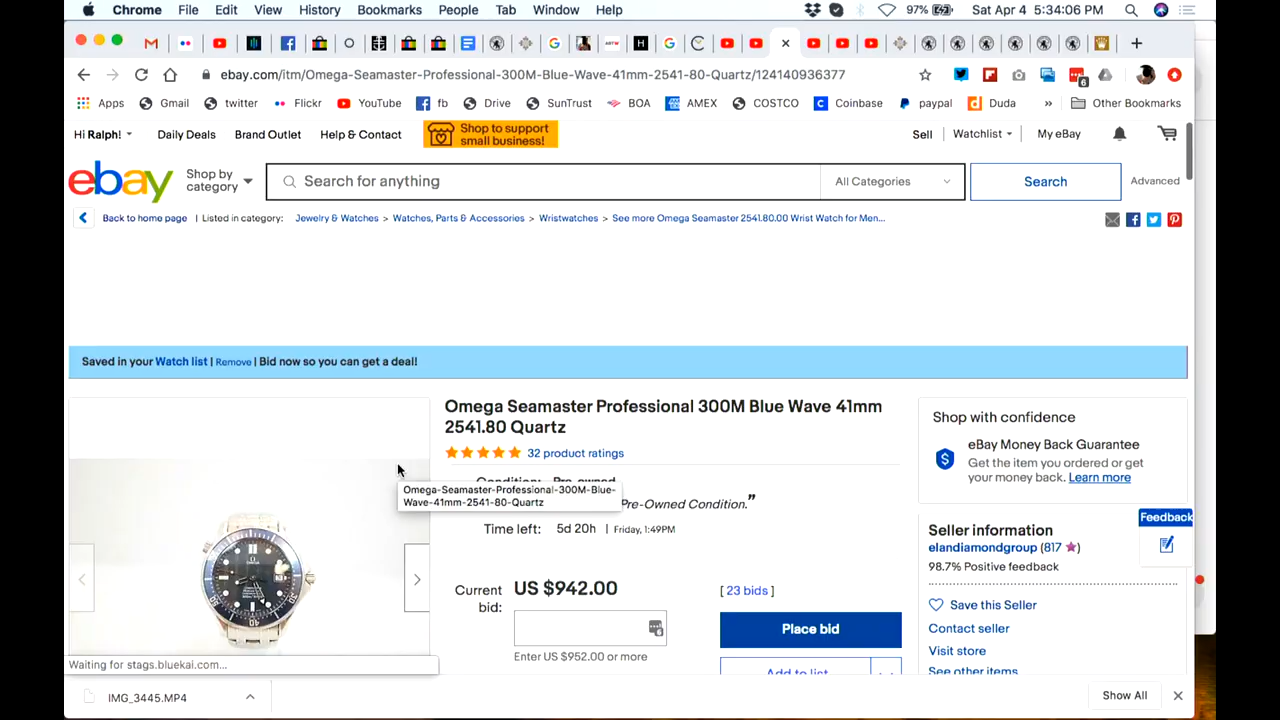 Chrome File Edit View History Bookmarks People Tab Window Help 97% Sat Apr 4 5:34:06 PM
ebay.com/itm/Omega-Seamaster-Professional-300M-Blue-Wave-41mm-2541-80-Quartz/124140936377
6
Apps Gmail twitter Flickr YouTube fb Drive SunTrust BOA AMEX COSTCO Coinbase paypal Duda » Other Bookmarks
Hi Ralph! Daily Deals Brand Outlet Help & Contact Shop to support small business! Sell Watchlist My eBay
ebay Shop by category Search for anything All Categories Search Advanced
Back to home page | Listed in category: Jewelry & Watches > Watches, Parts & Accessories > Wristwatches > See more Omega Seamaster 2541.80.00 Wrist Watch for Men...
Saved in your Watch list | Remove | Bid now so you can get a deal!
Omega Seamaster Professional 300M Blue Wave 41mm
2541.80 Quartz
32 product ratings
Condition: Pre-owned
Omega-Seamaster-Professional-300M-Blue-
Wave-41mm-2541-80-Quartz
Pre-Owned Condition.”
Time left: 5d 20h | Friday, 1:49PM
Current bid: US $942.00 [ 23 bids ]
Place bid
Enter US $952.00 or more
Add to list
Shop with confidence
eBay Money Back Guarantee
Get the item you ordered or get
your money back. Learn more
Seller information
elandiamondgroup (817 )
98.7% Positive feedback
Feedback
Save this Seller
Contact seller
Visit store
See other items
Waiting for stags.bluekai.com...
IMG_3445.MP4
Show All